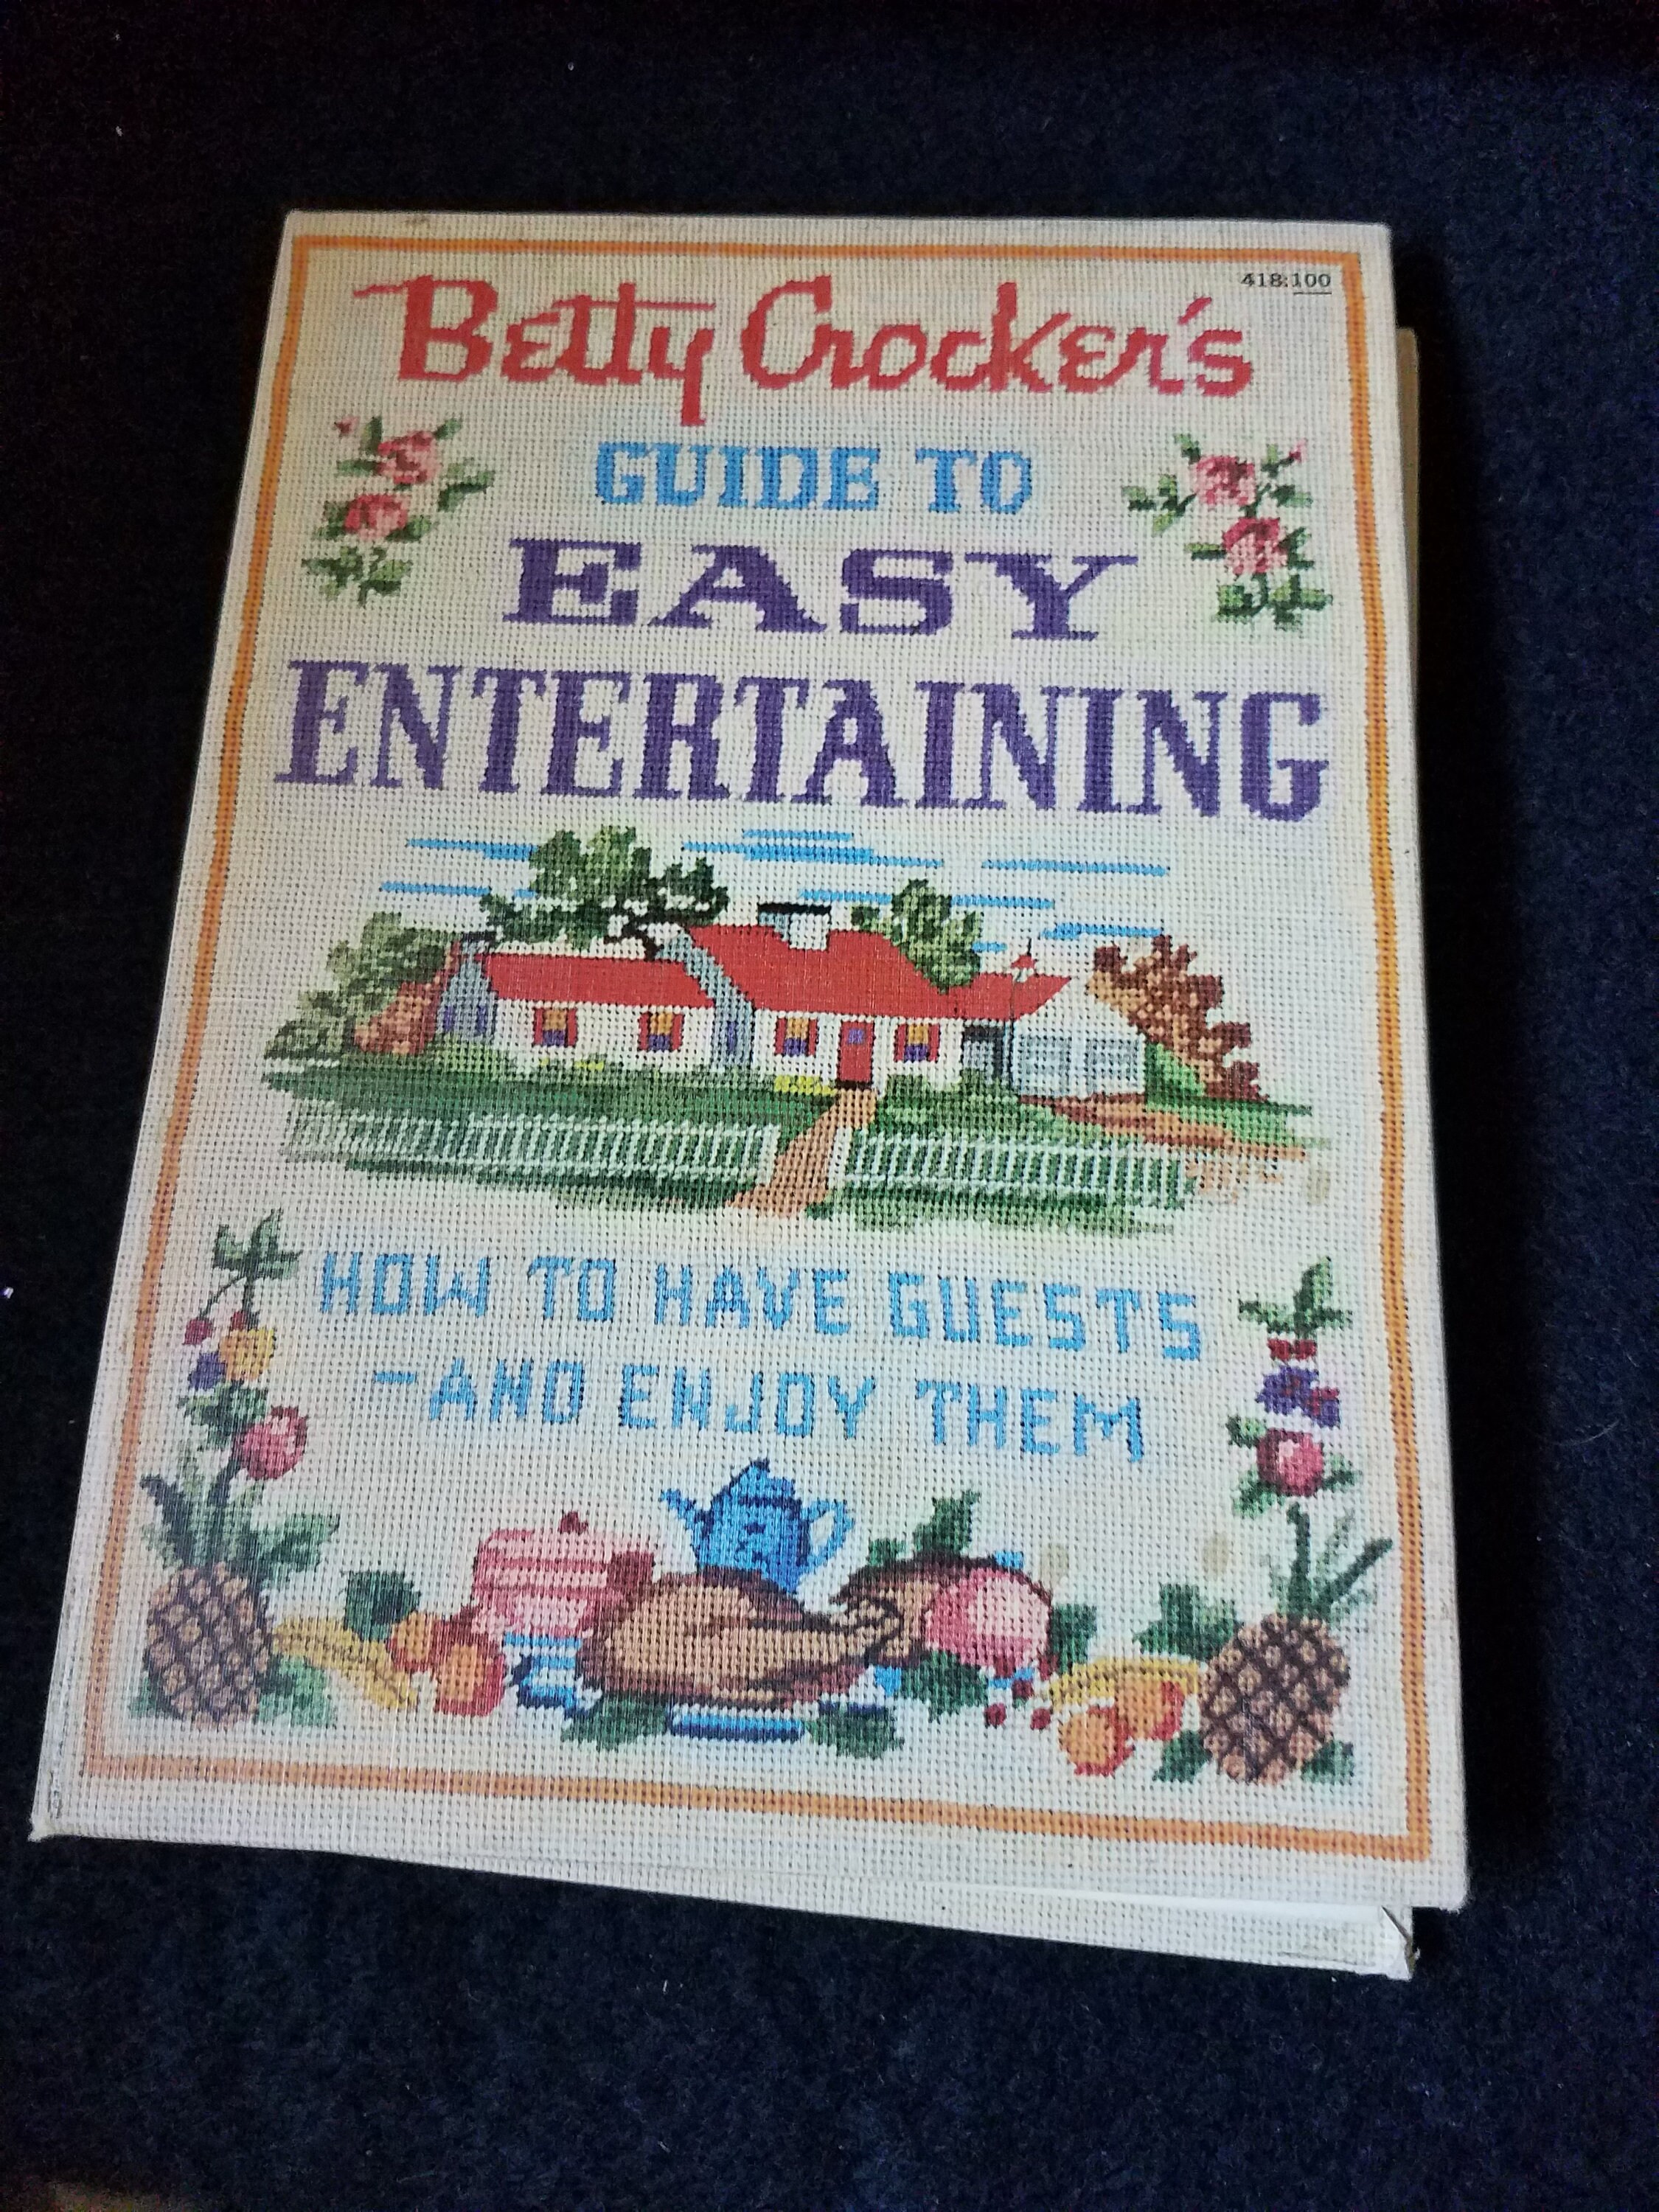 418:100
Betty Crocker's
GUIDE TO
EASY
ENTERTAINING
HOW TO HAVE GUESTS
-AND ENJOY THEM